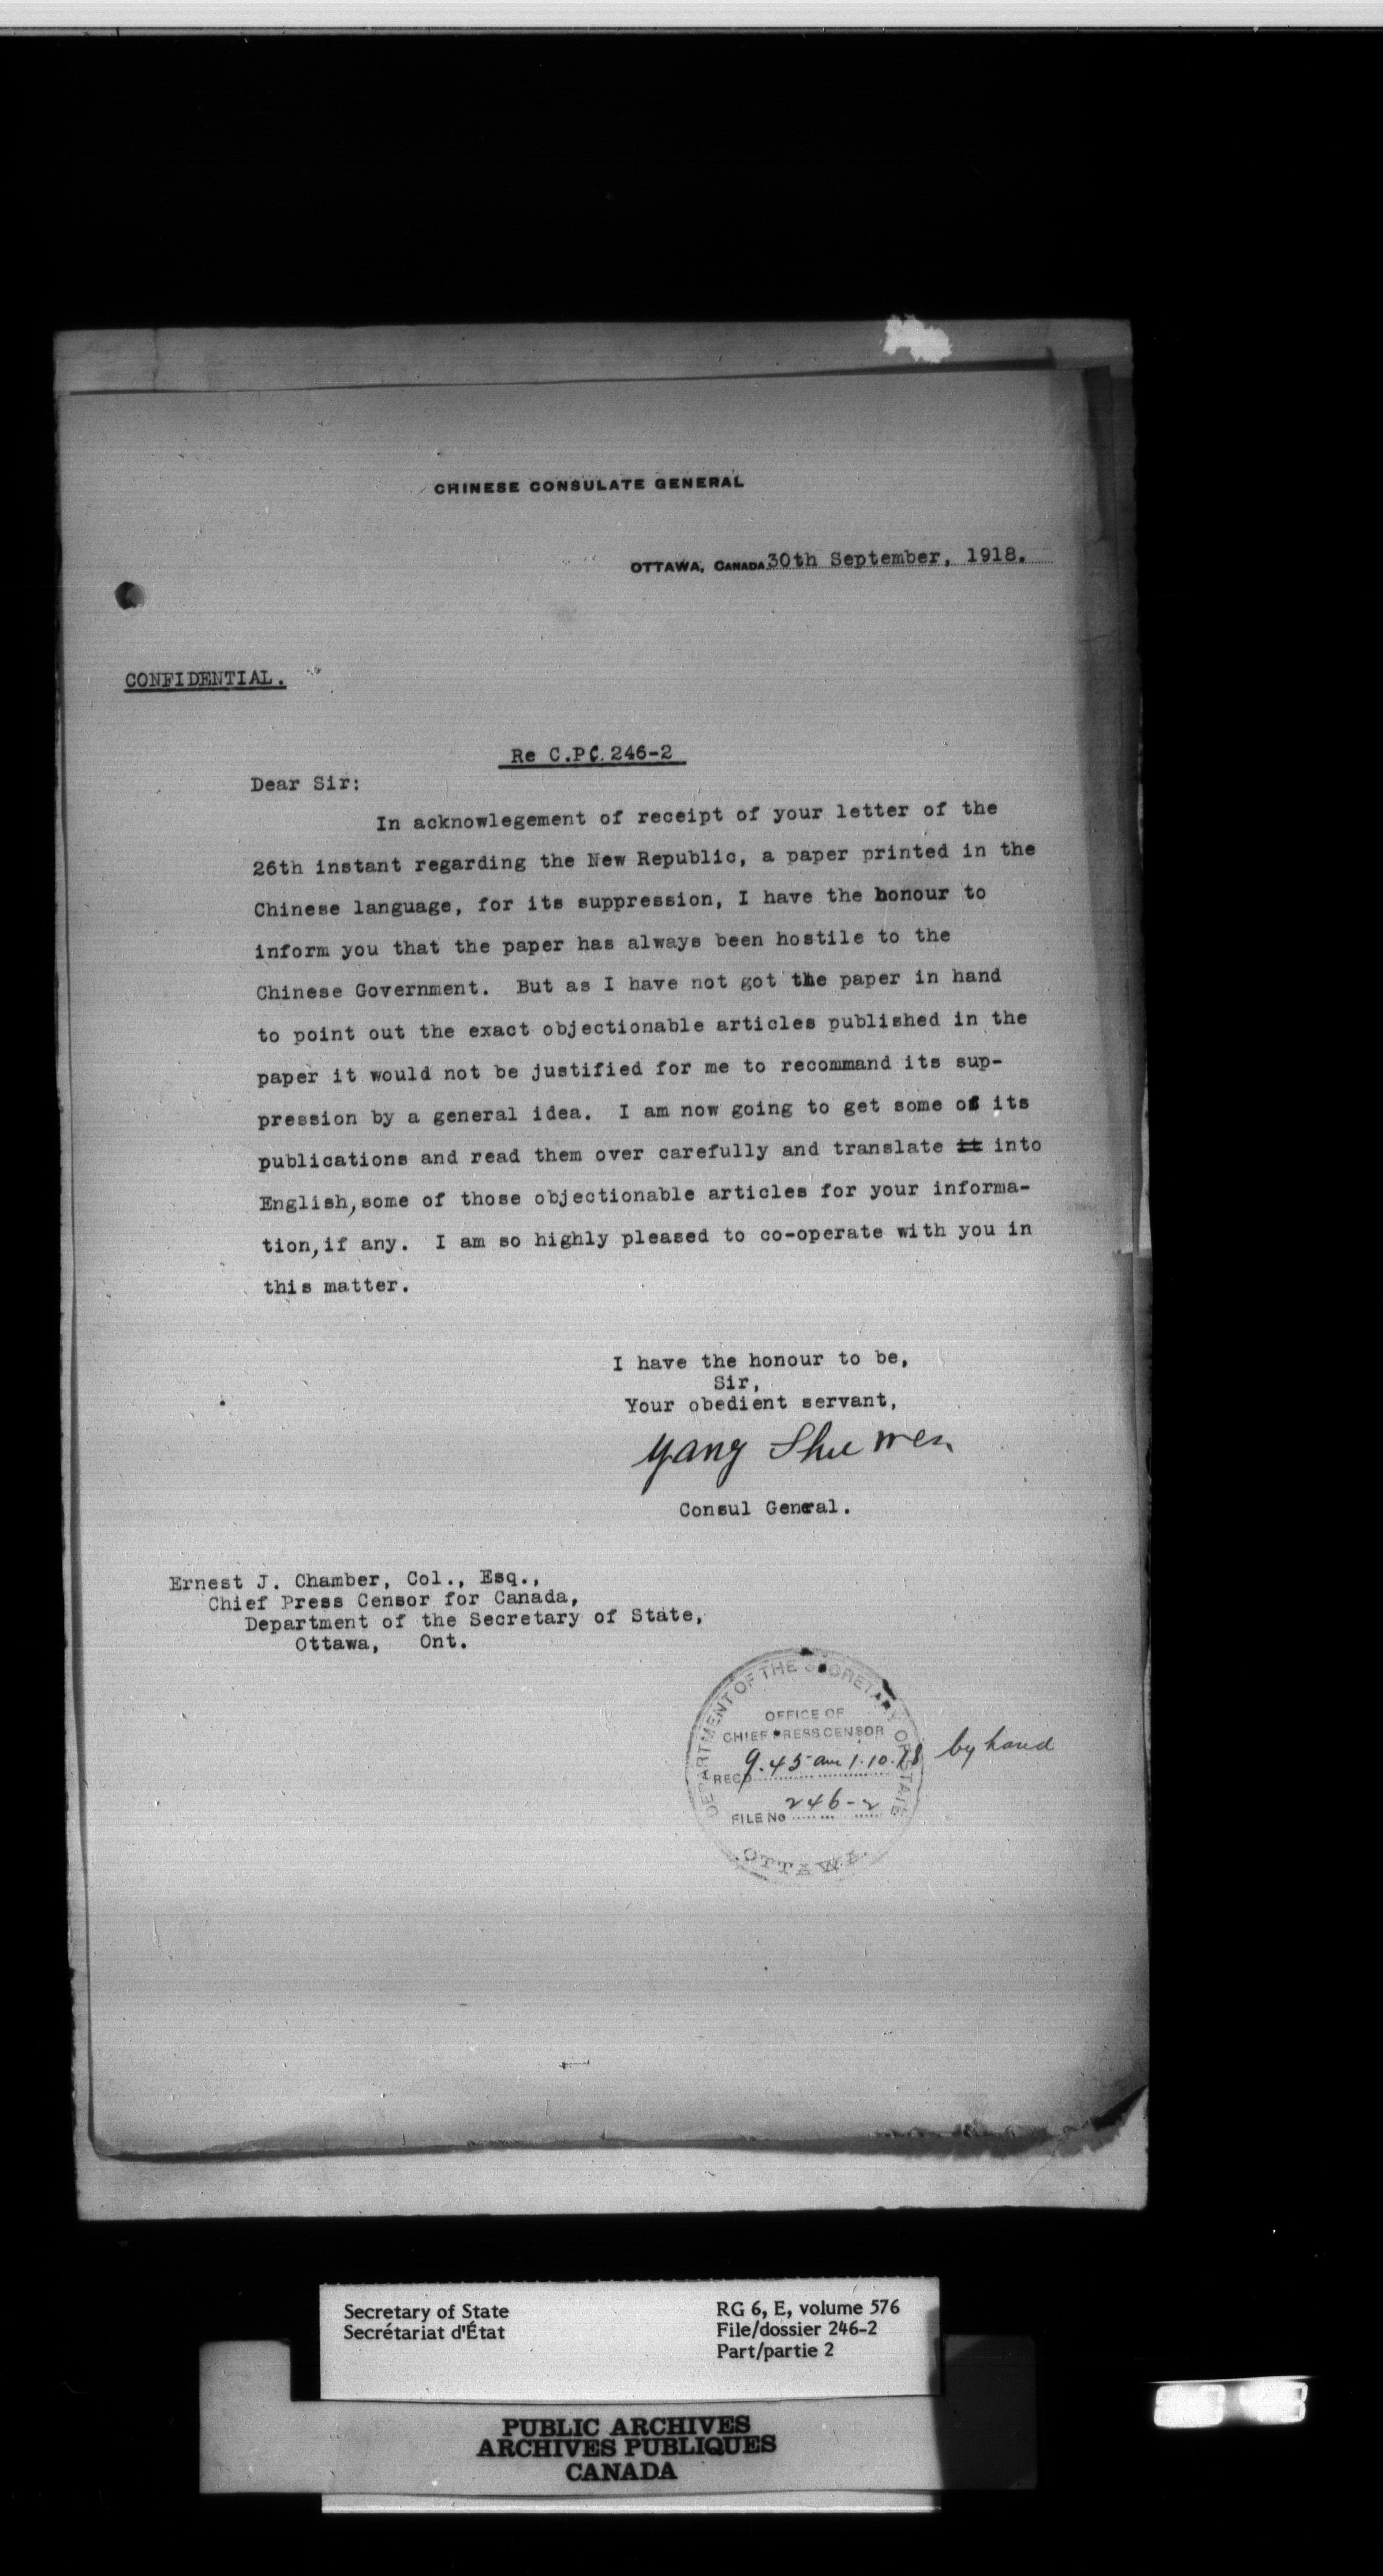 CHINESE CONSULATE GENERAL
OTTAWA, CANADA 30th September, 1918.
CONFIDENTIAL.
Re C.P.C. 246-2
Dear Sir:
In acknowlegement of receipt of your letter of the
26th instant regarding the New Republic, a paper printed in the
Chinese language, for its suppression, I have the honour to
inform you that the paper has always been hostile to the
Chinese Government. But as I have not got the paper in hand
to point out the exact objectionable articles published in the
paper it would not be justified for me to recommand its sup-
pression by a general idea. I am now going to get some of its
publications and read them over carefully and translate it into
English, some of those objectionable articles for your informa-
tion, if any. I am so highly pleased to co-operate with you in
this matter.
I have the honour to be,
Sir,
Your obedient servant,
Yang Shu Wen
Consul General.
Ernest J. Chamber, Col., Esq.,
Chief Press Censor for Canada,
Department of the Secretary of State,
Ottawa, Ont.
DEPARTMENT OF THE SECRETARY OF STATE
OFFICE OF
CHIEF PRESS CENSOR
RECD 9.45 am 1.10.18 by hand
FILE No 246-2
OTTAWA
Secretary of State
Secrétariat d'État
RG 6, E, volume 576
File/dossier 246-2
Part/partie 2
PUBLIC ARCHIVES
ARCHIVES PUBLIQUES
CANADA